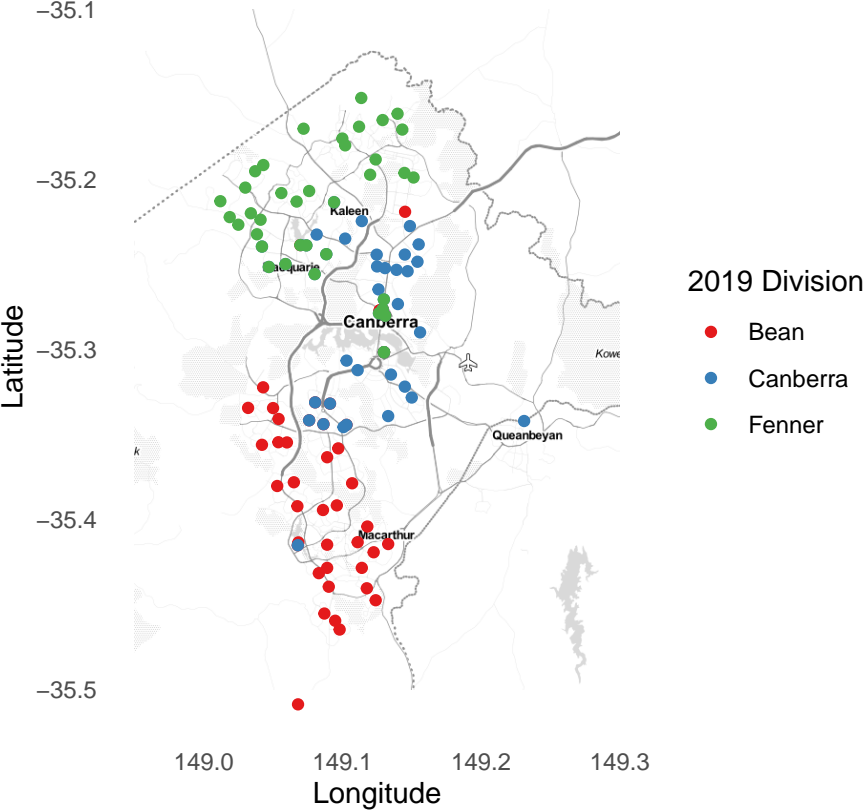 −35.1
−35.2
−35.3
−35.4
−35.5
Latitude
149.0
149.1
149.2
149.3
Longitude
Kaleen
Canberra
Kowe
Queanbeyan
k
Macarthur
2019 Division
Bean
Canberra
Fenner